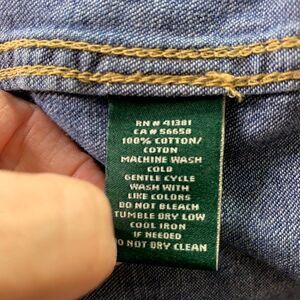 RN # 41381
CA # 56658
100% COTTON/
COTON
MACHINE WASH
COLD
GENTLE CYCLE
WASH WITH
LIKE COLORS
DO NOT BLEACH
TUMBLE DRY LOW
COOL IRON
IF NEEDED
DO NOT DRY CLEAN